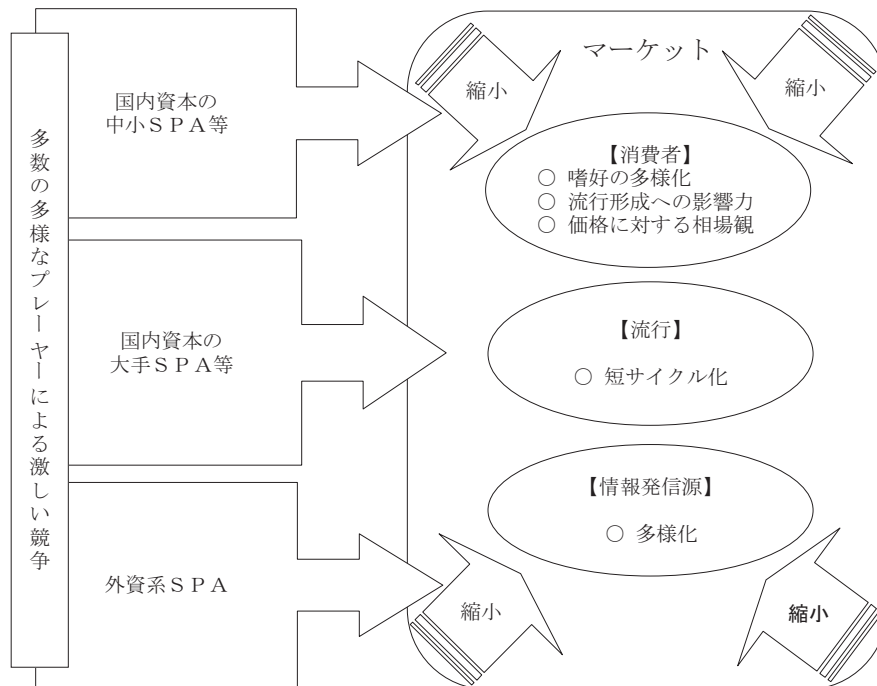 多数の多様なプレーヤーによる激しい競争
国内資本の
中小ＳＰＡ等
国内資本の
大手ＳＰＡ等
外資系ＳＰＡ
マーケット
縮小
縮小
【消費者】
○ 嗜好の多様化
○ 流行形成への影響力
○ 価格に対する相場観
【流行】
○ 短サイクル化
【情報発信源】
○ 多様化
縮小
縮小